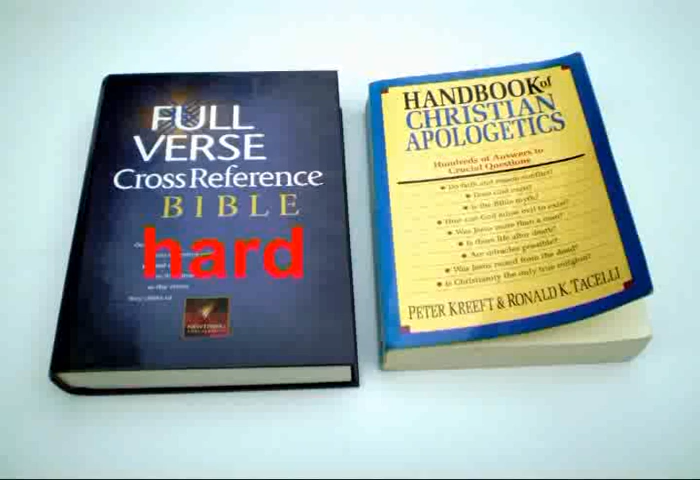 FULL
VERSE
Cross Reference
BIBLE
hard
HANDBOOK of
CHRISTIAN
APOLOGETICS
Hundreds of Answers to
Crucial Questions
• Do faith and reason conflict?
• Does God exist?
• Is the Bible myth?
• How can God allow evil to exist?
• Was Jesus more than a man?
• Is there life after death?
• Are miracles possible?
• Was Jesus raised from the dead?
• Is Christianity the only true religion?
PETER KREEFT & RONALD K. TACELLI